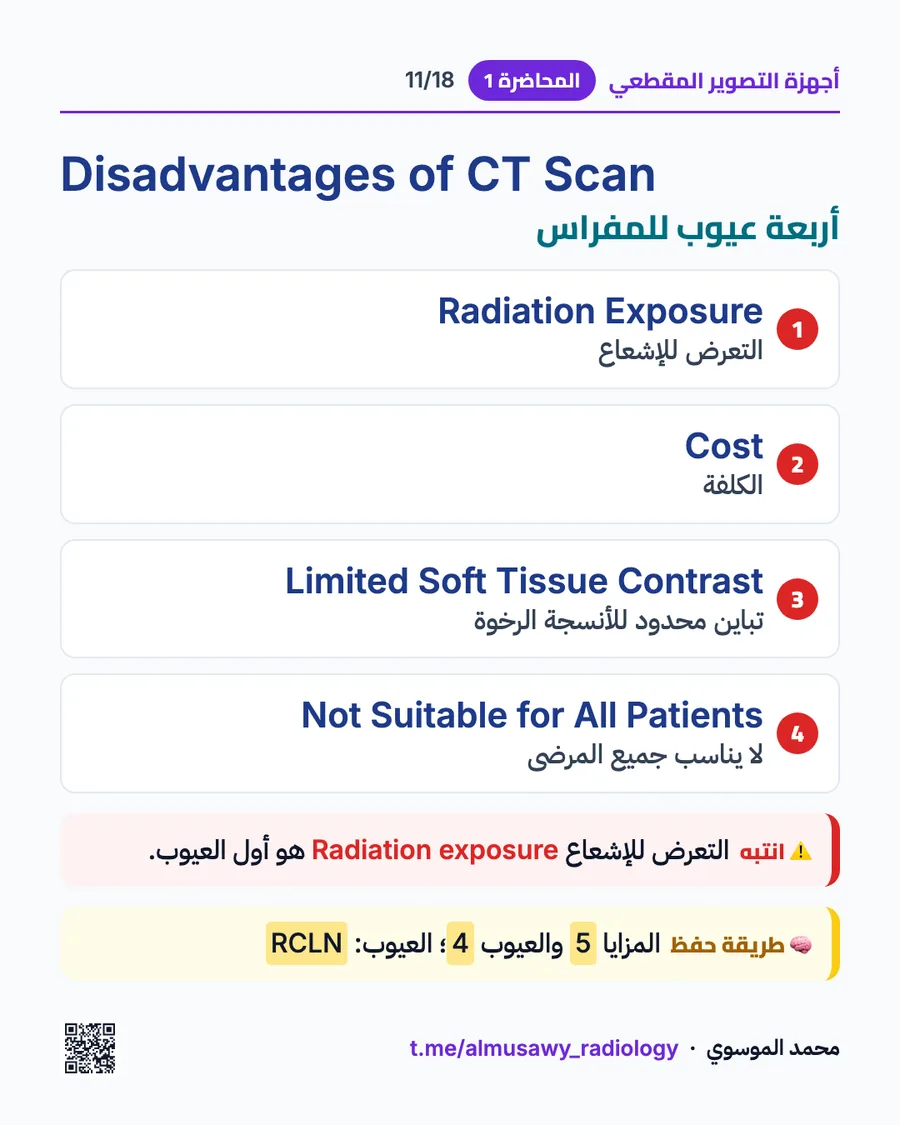 أجهزة التصوير المقطعي المحاضرة 1 11/18
Disadvantages of CT Scan
أربعة عيوب للمفراس
1 Radiation Exposure
التعرض للإشعاع
2 Cost
الكلفة
3 Limited Soft Tissue Contrast
تباين محدود للأنسجة الرخوة
4 Not Suitable for All Patients
لا يناسب جميع المرضى
⚠️ انتبه التعرض للإشعاع Radiation exposure هو أول العيوب.
🧠 طريقة حفظ المزايا 5 والعيوب 4؛ العيوب: RCLN
محمد الموسوي · t.me/almusawy_radiology